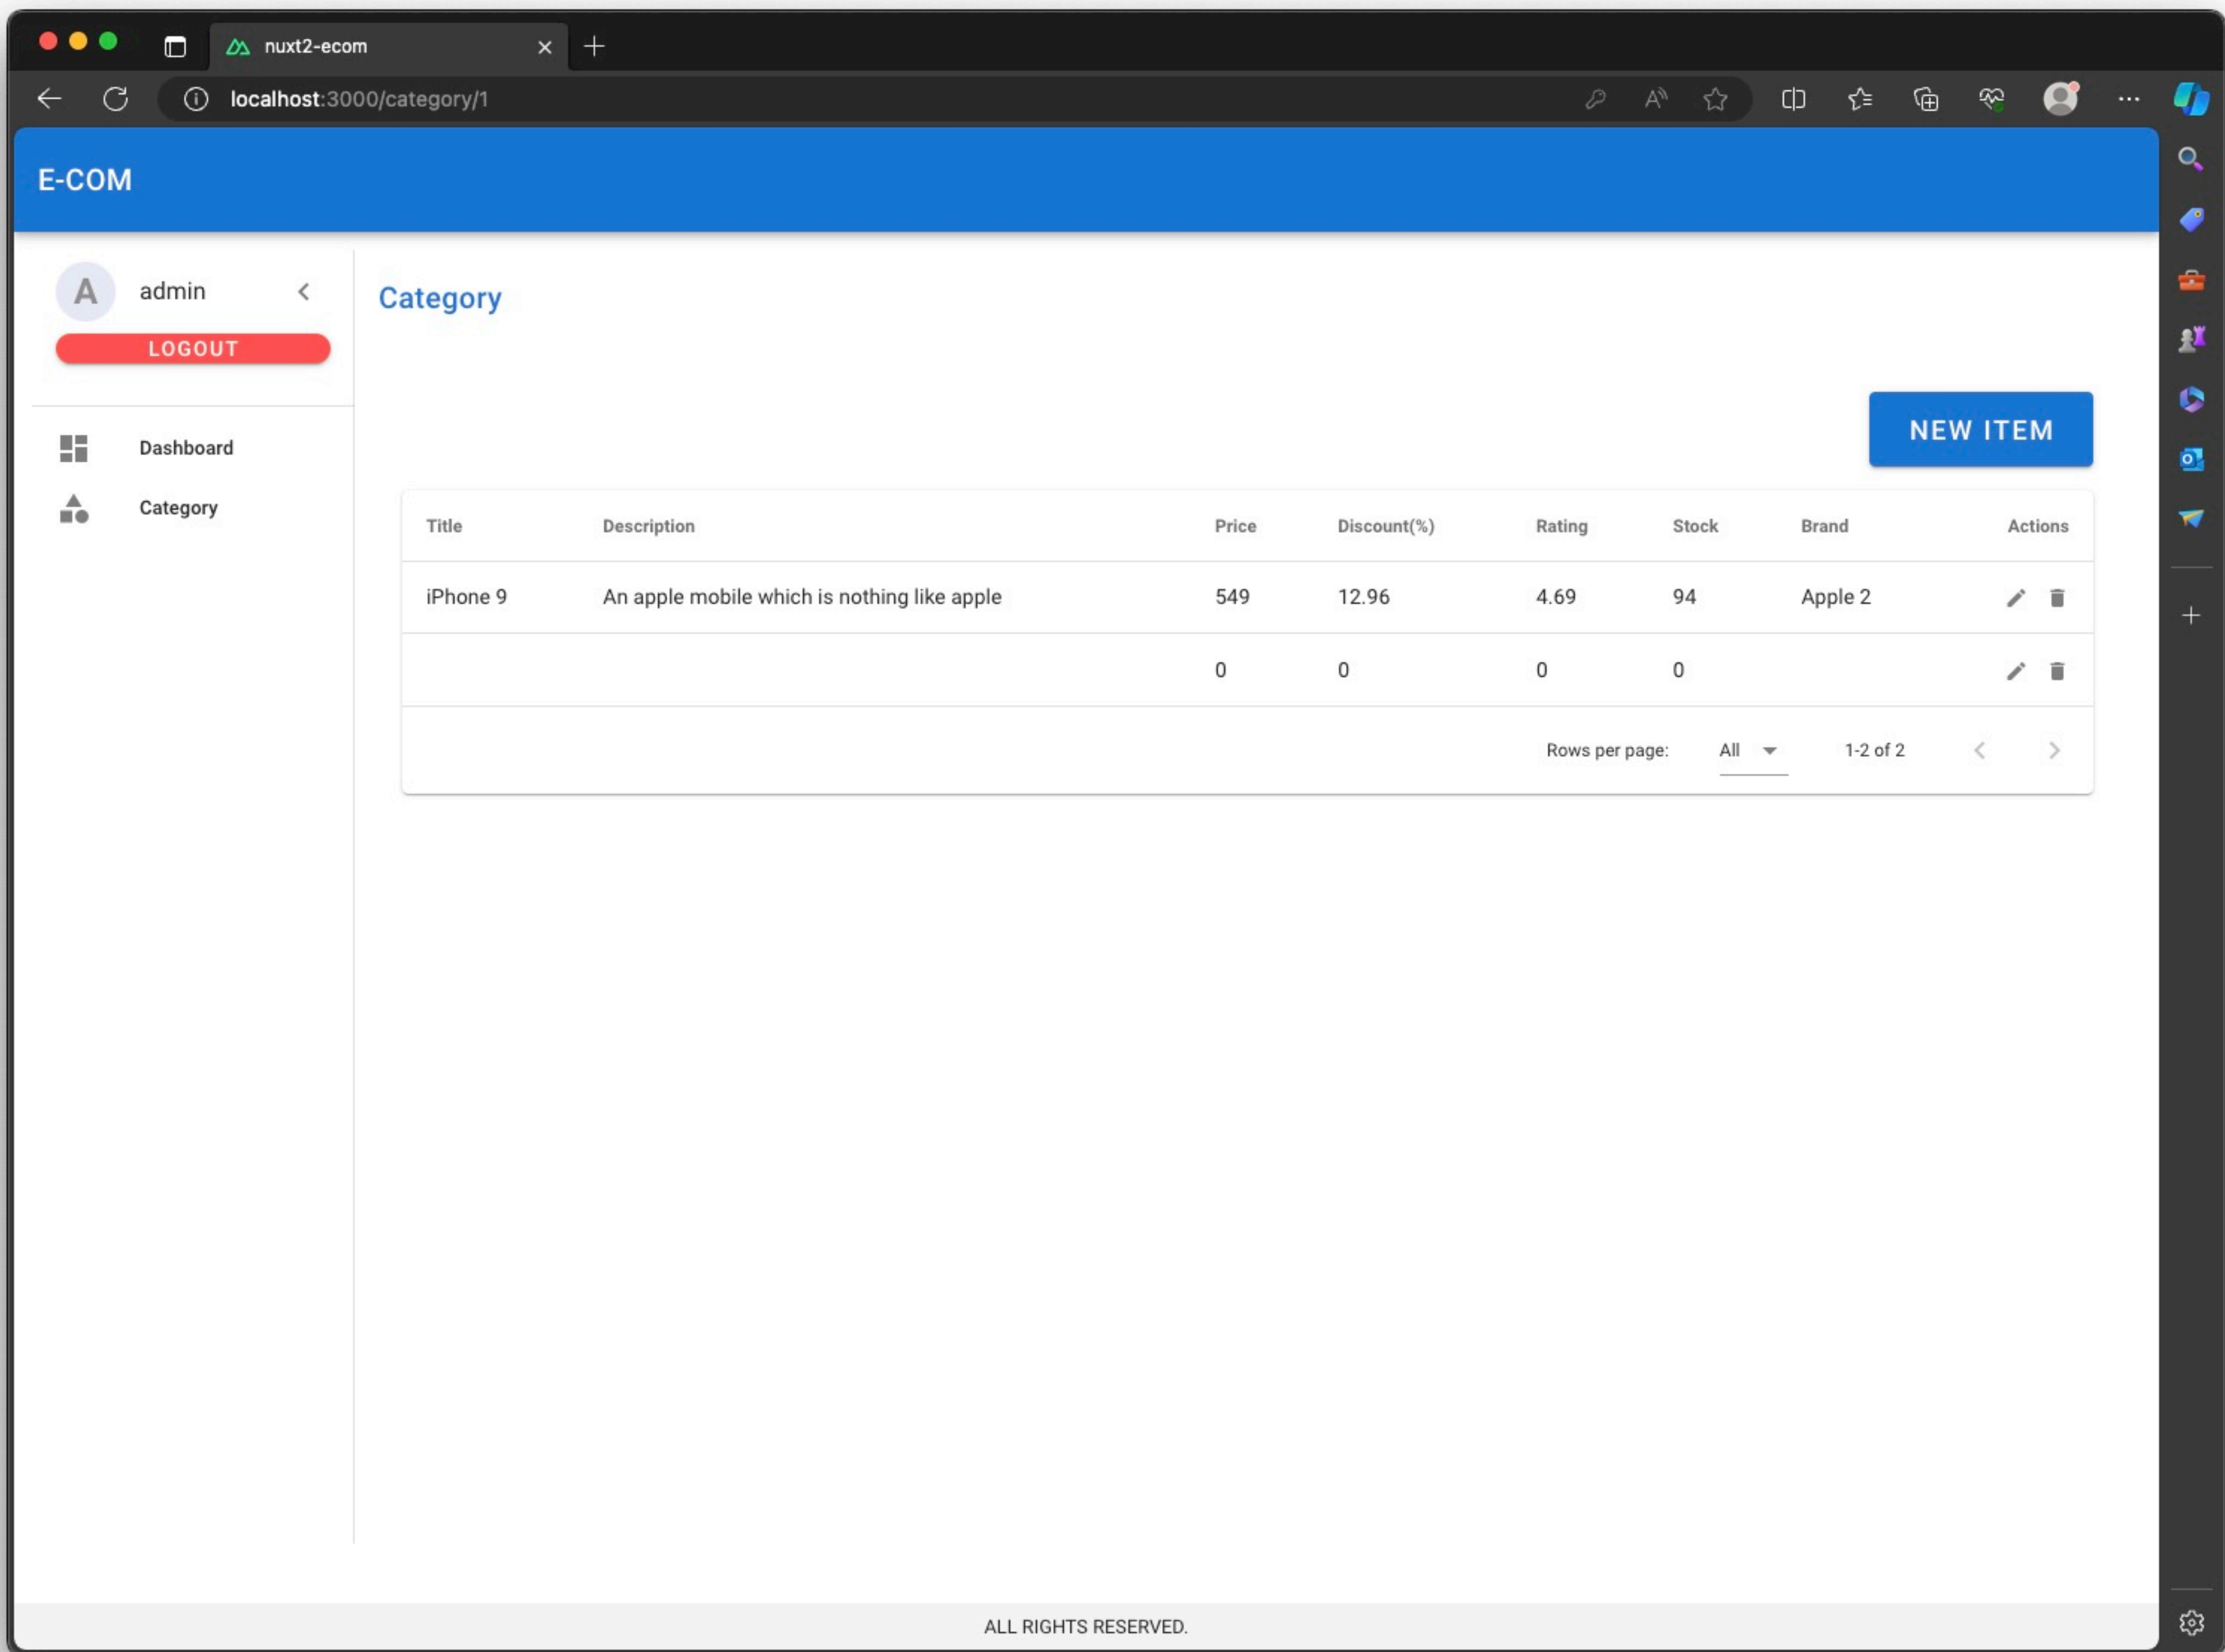 nuxt2-ecom
localhost:3000/category/1
E-COM
A admin
LOGOUT
Dashboard
Category
Category
NEW ITEM
Title Description Price Discount(%) Rating Stock Brand Actions
iPhone 9 An apple mobile which is nothing like apple 549 12.96 4.69 94 Apple 2
0 0 0 0
Rows per page: All 1-2 of 2
ALL RIGHTS RESERVED.